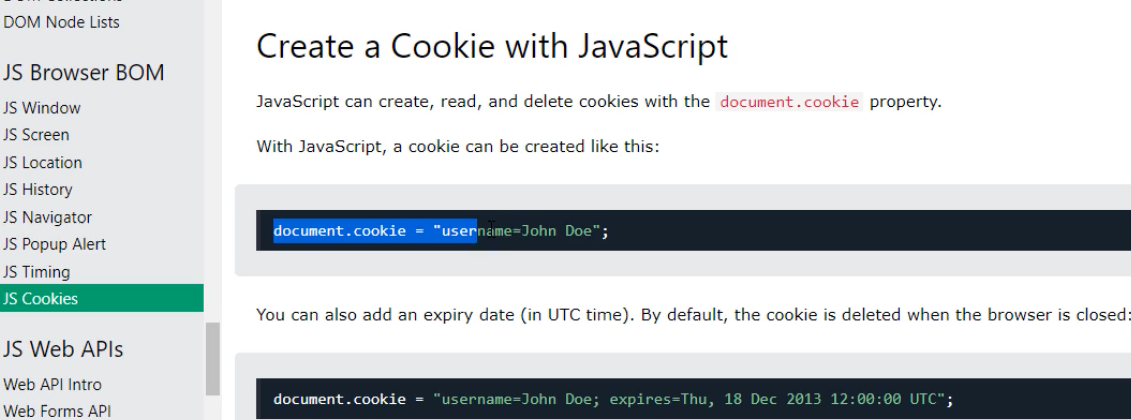 DOM Node Lists
JS Browser BOM
JS Window
JS Screen
JS Location
JS History
JS Navigator
JS Popup Alert
JS Timing
JS Cookies
JS Web APIs
Web API Intro
Web Forms API
Create a Cookie with JavaScript
JavaScript can create, read, and delete cookies with the document.cookie property.
With JavaScript, a cookie can be created like this:
document.cookie = "username=John Doe";
You can also add an expiry date (in UTC time). By default, the cookie is deleted when the browser is closed:
document.cookie = "username=John Doe; expires=Thu, 18 Dec 2013 12:00:00 UTC";